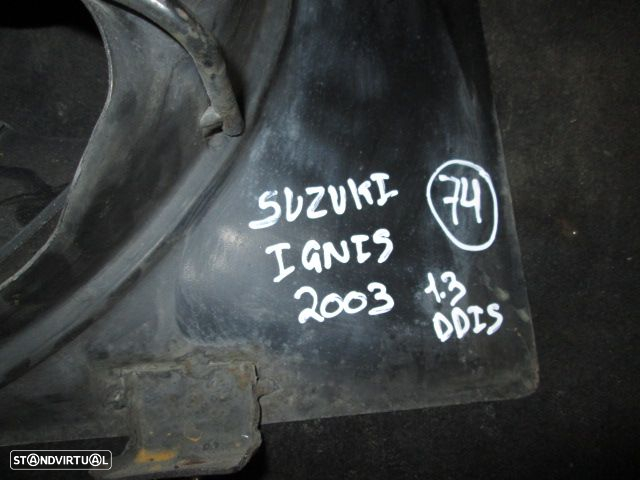 SUZUKI
IGNIS
2003
74
1.3
DDIS
STANDVIRTUAL